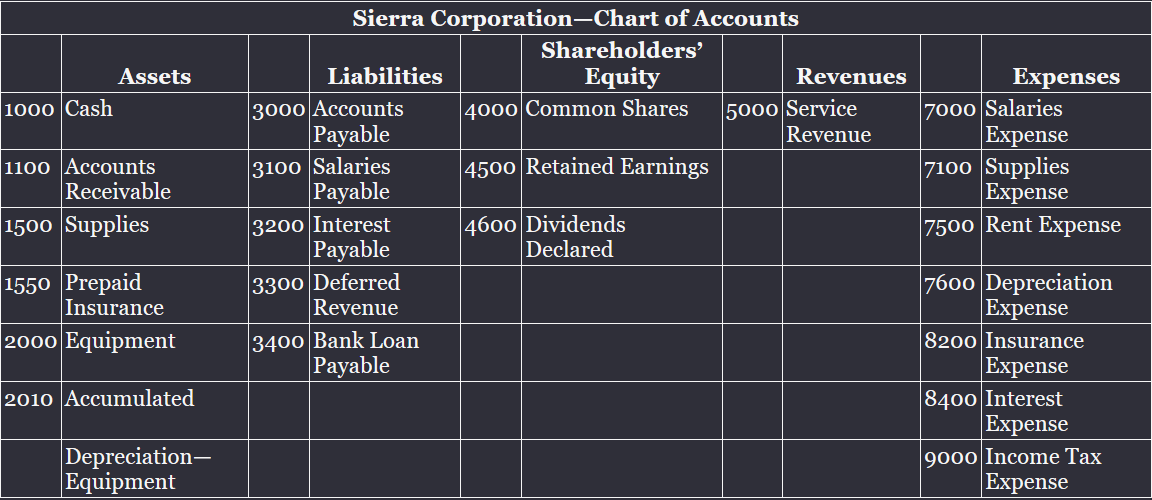 Sierra Corporation—Chart of Accounts
Assets Liabilities Shareholders’ Equity Revenues Expenses
1000 Cash 3000 Accounts Payable 4000 Common Shares 5000 Service Revenue 7000 Salaries Expense
1100 Accounts Receivable 3100 Salaries Payable 4500 Retained Earnings 7100 Supplies Expense
1500 Supplies 3200 Interest Payable 4600 Dividends Declared 7500 Rent Expense
1550 Prepaid Insurance 3300 Deferred Revenue 7600 Depreciation Expense
2000 Equipment 3400 Bank Loan Payable 8200 Insurance Expense
2010 Accumulated 8400 Interest Expense
Depreciation—Equipment 9000 Income Tax Expense